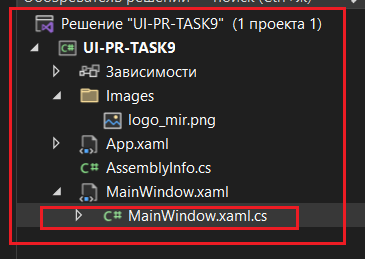 Решение "UI-PR-TASK9" (1 проекта 1)
UI-PR-TASK9
Зависимости
Images
logo_mir.png
App.xaml
AssemblyInfo.cs
MainWindow.xaml
MainWindow.xaml.cs